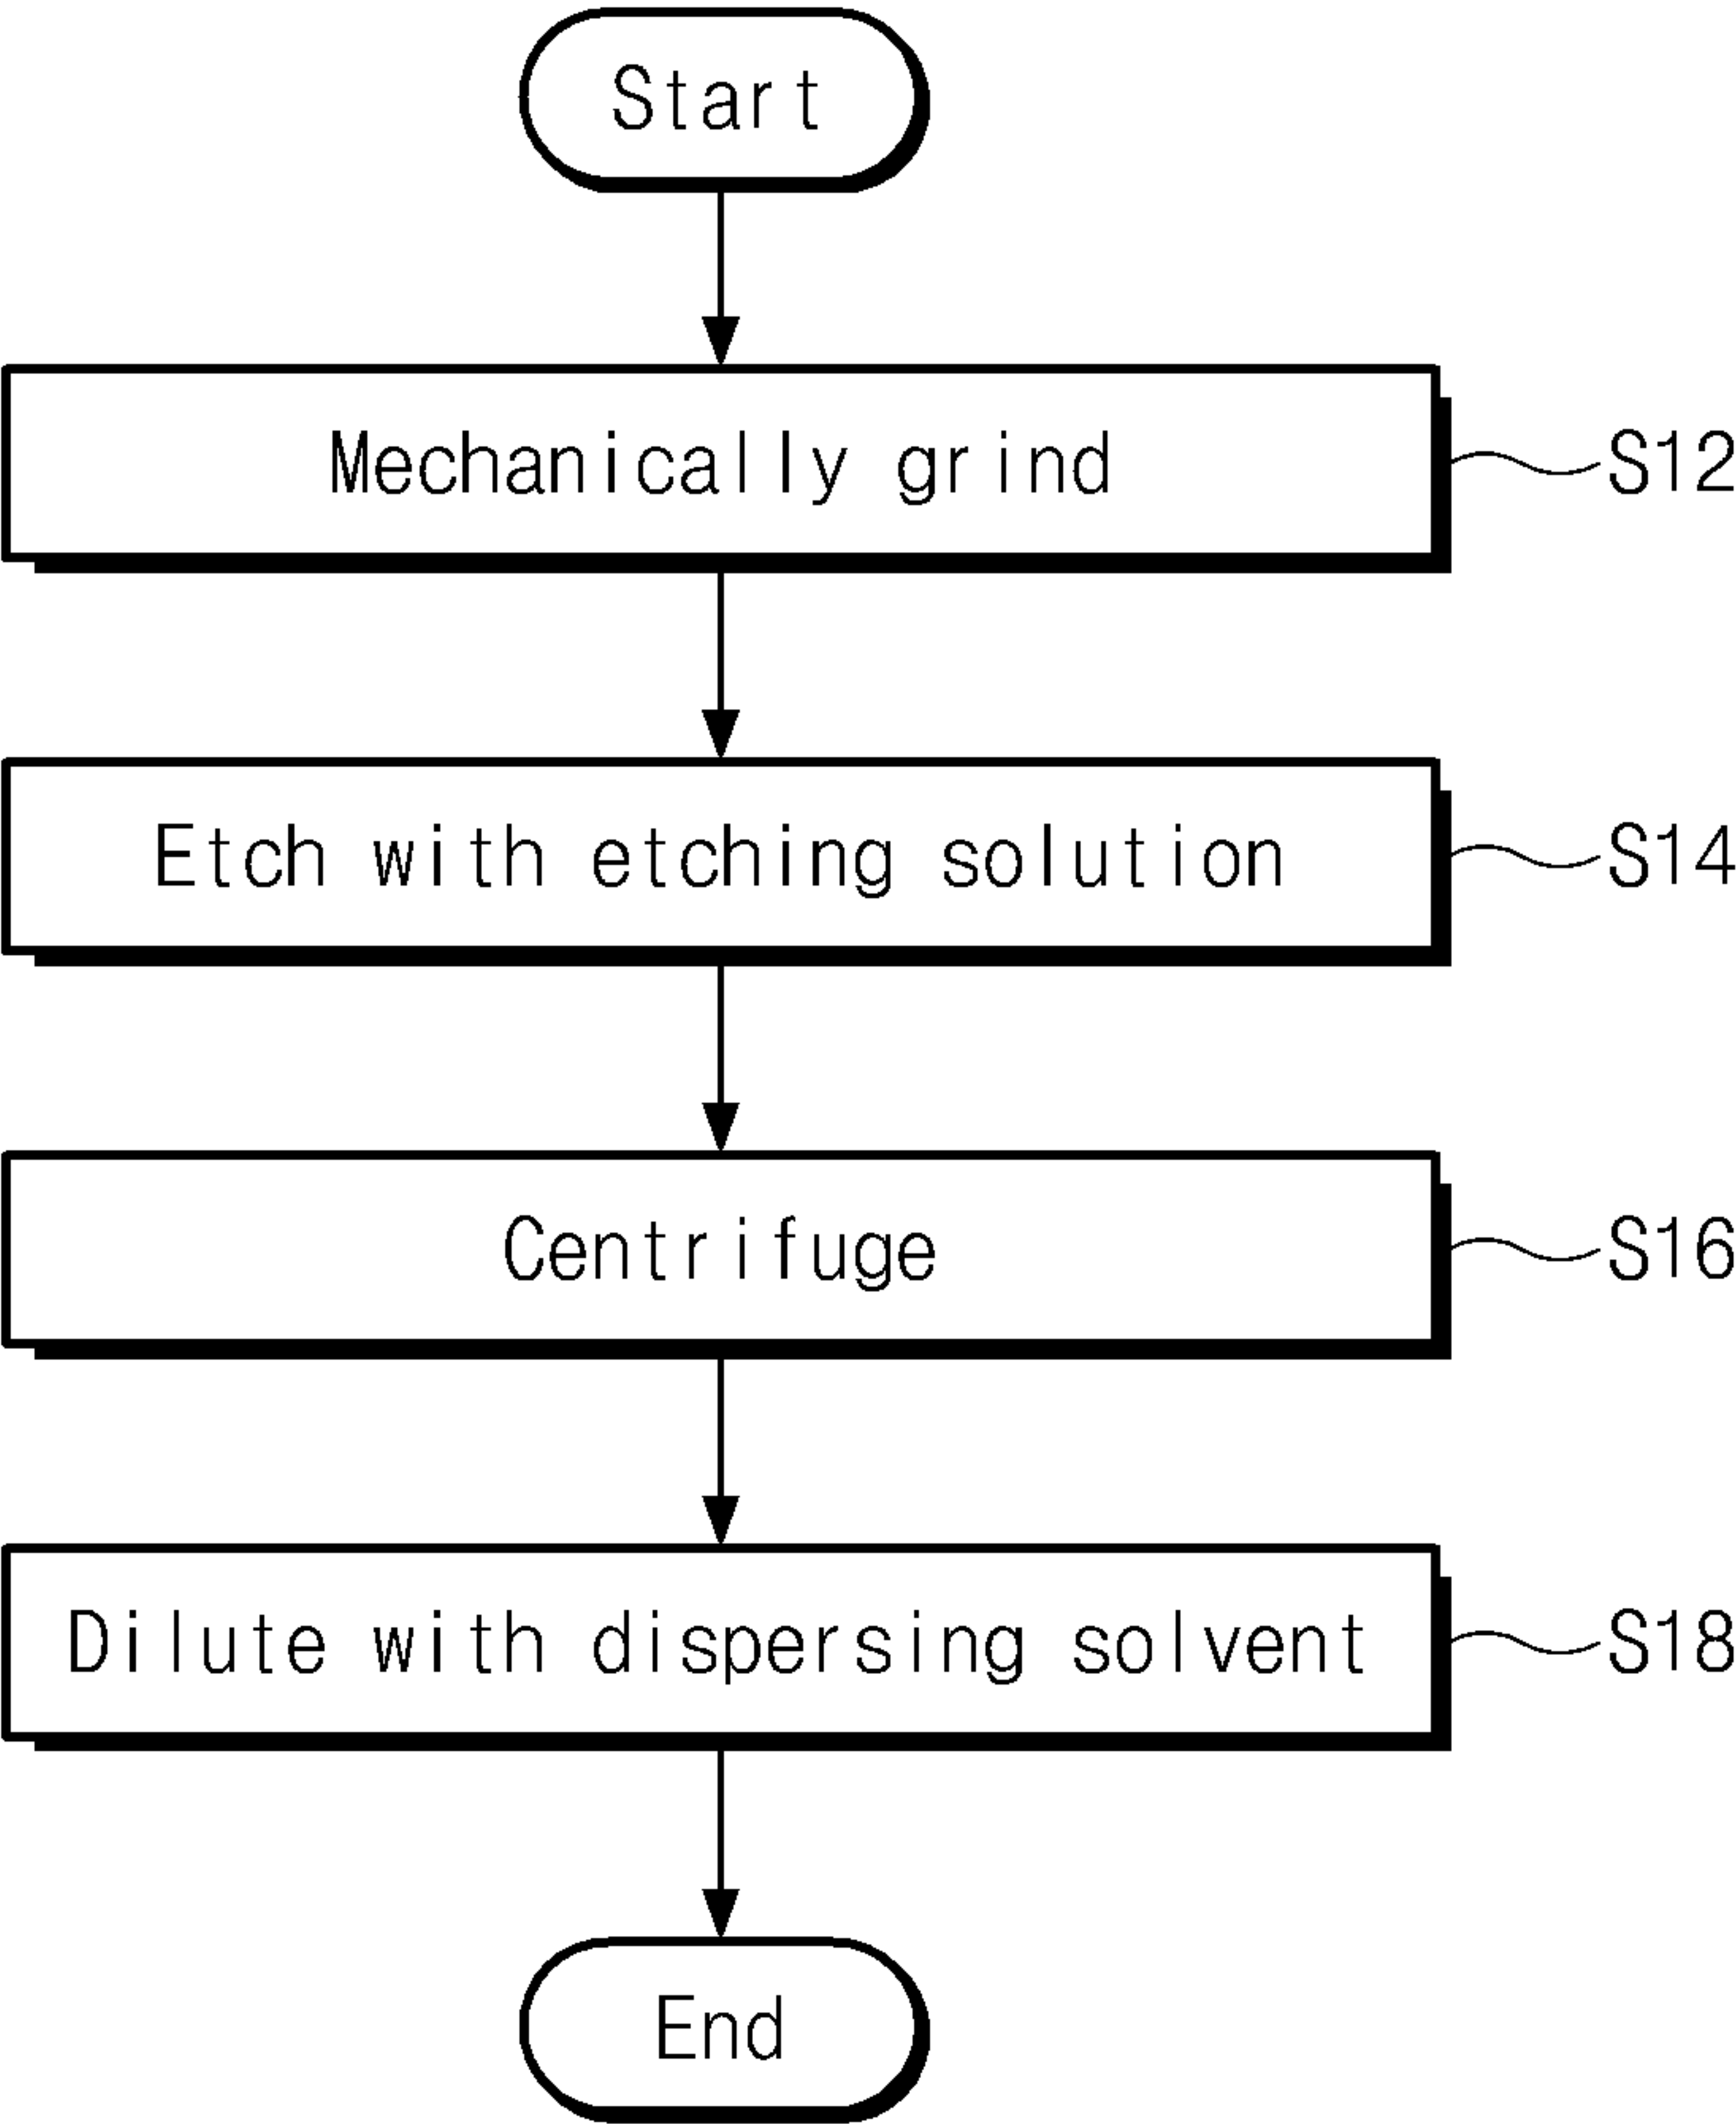 Start
Mechanically grind
S12
Etch with etching solution
S14
Centrifuge
S16
Dilute with dispersing solvent
S18
End